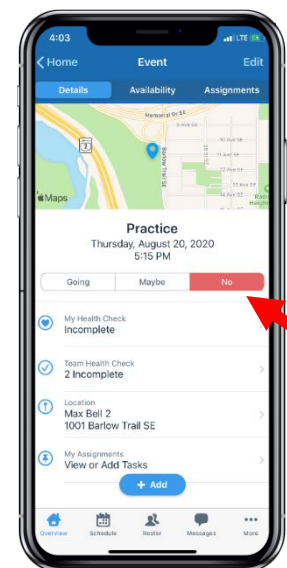 4:03
LTE
Home Event Edit
Details Availability Assignments
Memorial Dr SE
2
Barlow Trail SE
Maps
Practice
Thursday, August 20, 2020
5:15 PM
Going Maybe No
My Health Check
Incomplete
Team Health Check
2 Incomplete
Location
Max Bell 2
1001 Barlow Trail SE
My Assignments
View or Add Tasks
+ Add
Overview Schedule Roster Messages More